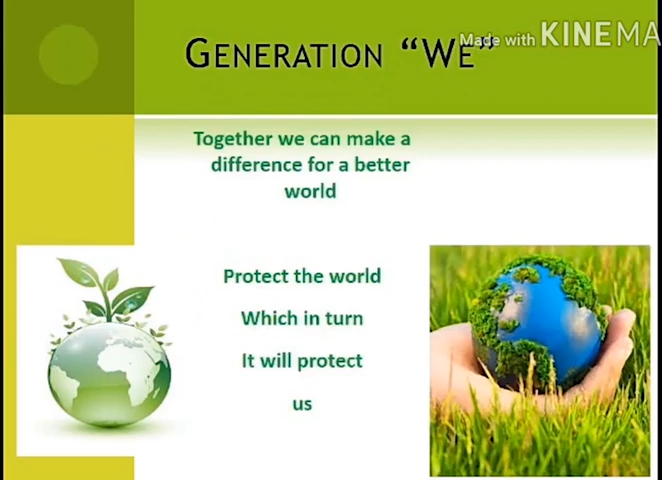 GENERATION “WE”
Made with KINEMA
Together we can make a
difference for a better
world
Protect the world
Which in turn
It will protect
us